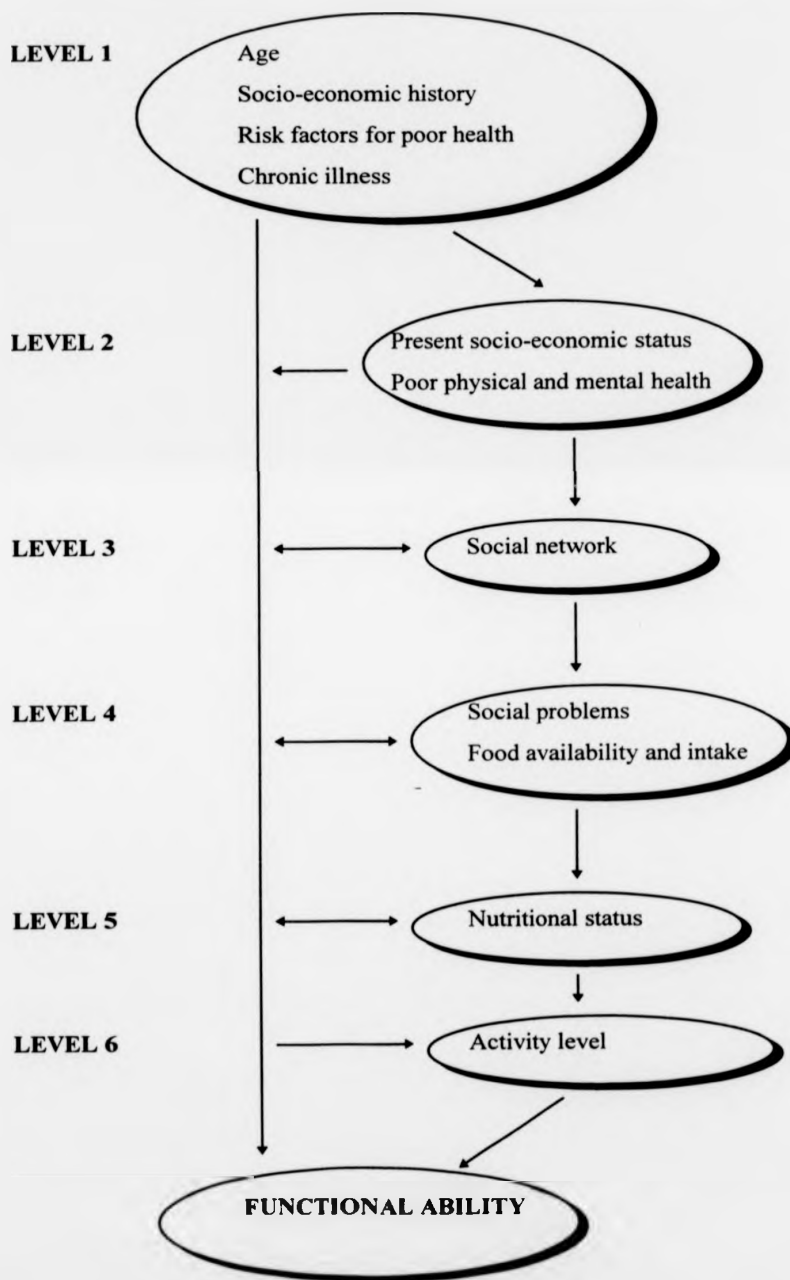 LEVEL 1
Age
Socio-economic history
Risk factors for poor health
Chronic illness
LEVEL 2
Present socio-economic status
Poor physical and mental health
LEVEL 3
Social network
LEVEL 4
Social problems
Food availability and intake
LEVEL 5
Nutritional status
LEVEL 6
Activity level
FUNCTIONAL ABILITY